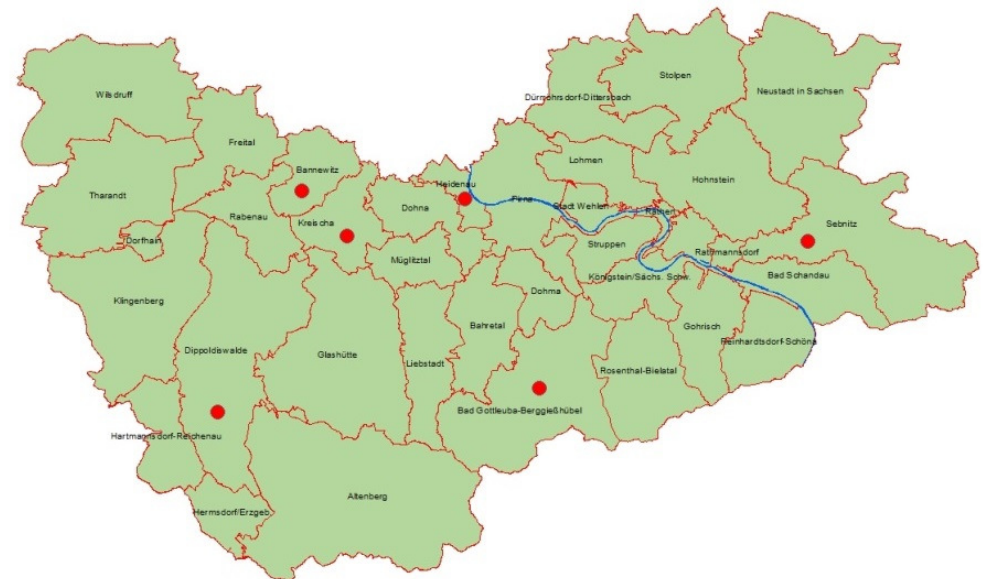 Stolpen
Wilsdruff
Neustadt in Sachsen
Dürrröhrsdorf-Dittersbach
Freital
Lohmen
Bannewitz
Hohnstein
Heidenau
Tharandt
Pirna
Stadt Wehlen
Dohna
Rathen
Rabenau
Kreischa
Sebnitz
Dorfhain
Struppen
Rathmannsdorf
Müglitztal
Bad Schandau
Königstein/Sächs. Schw.
Dohma
Klingenberg
Bahretal
Gohrisch
Reinhardtsdorf-Schöna
Dippoldiswalde
Glashütte
Liebstadt
Rosenthal-Bielatal
Bad Gottleuba-Berggießhübel
Hartmannsdorf-Reichenau
Altenberg
Hermsdorf/Erzgeb.